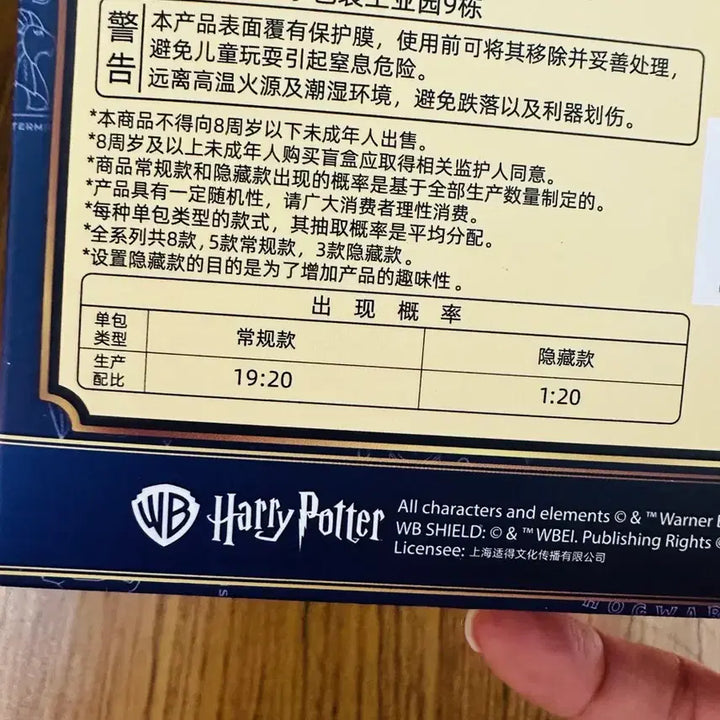 包装工业园9栋
警告
本产品表面覆有保护膜，使用前可将其移除并妥善处理，
避免儿童玩耍引起窒息危险。
远离高温火源及潮湿环境，避免跌落以及利器划伤。
*本商品不得向8周岁以下未成年人出售。
*8周岁及以上未成年人购买盲盒应取得相关监护人同意。
*商品常规款和隐藏款出现的概率是基于全部生产数量制定的。
*产品具有一定随机性，请广大消费者理性消费。
*每种单包类型的款式，其抽取概率是平均分配。
*全系列共8款，5款常规款，3款隐藏款。
*设置隐藏款的目的是为了增加产品的趣味性。
出现概率
单包类型 常规款 隐藏款
生产配比 19:20 1:20
WB Harry Potter
All characters and elements © & ™ Warner
WB SHIELD: © & ™ WBEI. Publishing Rights ©
Licensee: 上海适得文化传播有限公司
TERM
HOGWAR